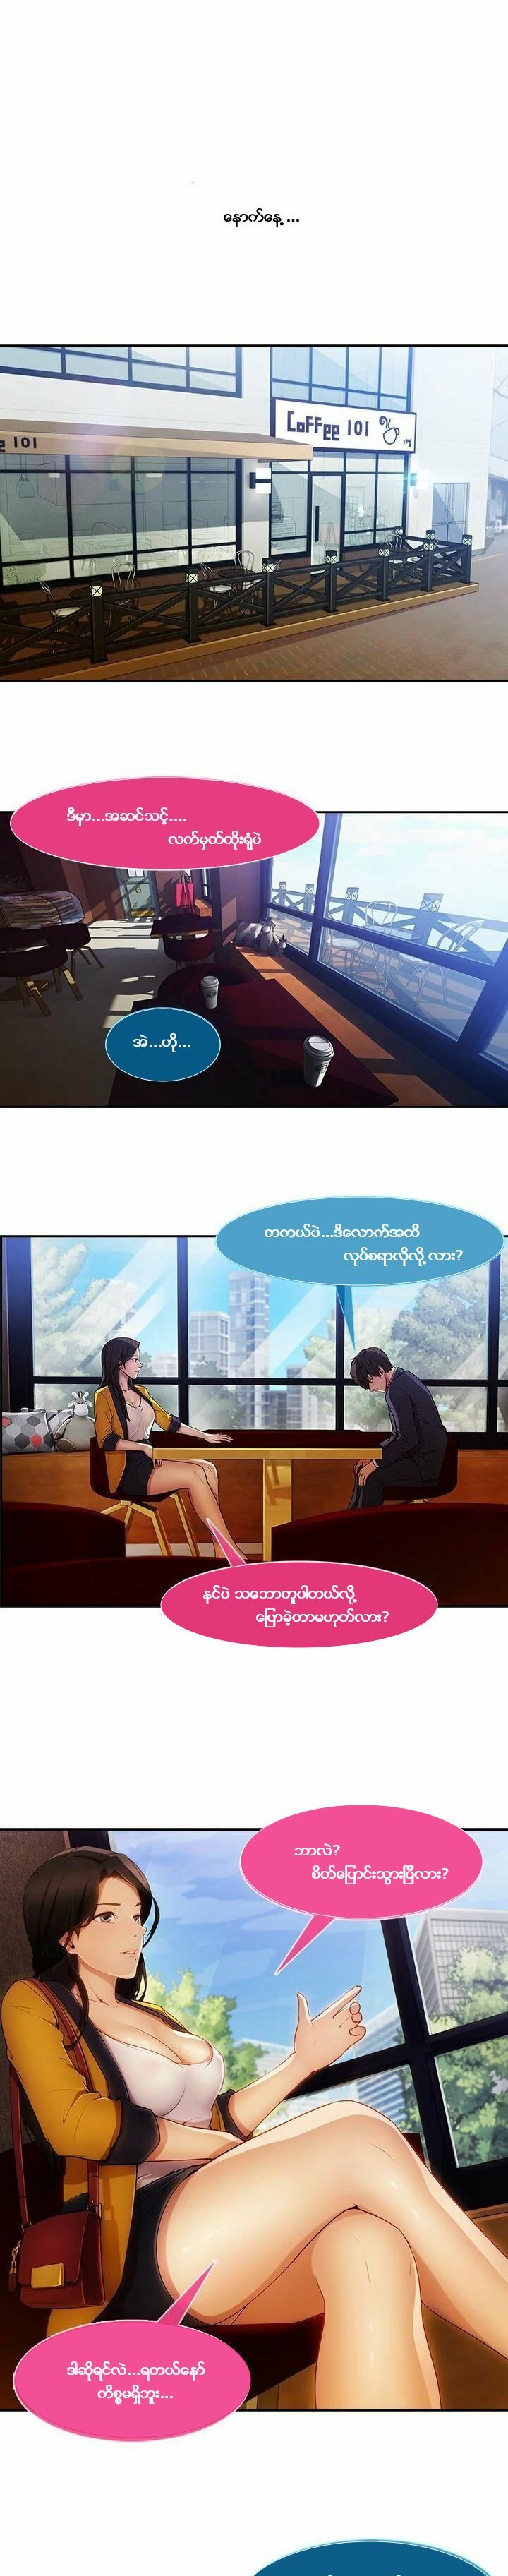 နောက်နေ့ ...
CoFFee 101
e 101
ဒီမှာ...အဆင်သင့်....
လက်မှတ်ထိုးရုံပဲ
အဲ...ဟို...
တကယ်ပဲ...ဒီလောက်အထိ
လုပ်စရာလိုလို့ လား?
နင်ပဲ သဘောတူပါတယ်လို့
ပြောခဲ့တာမဟုတ်လား?
ဘာလဲ?
စိတ်ပြောင်းသွားပြီလား?
ဒါဆိုရင်လဲ...ရတယ်နော်
ကိစ္စမရှိဘူး...